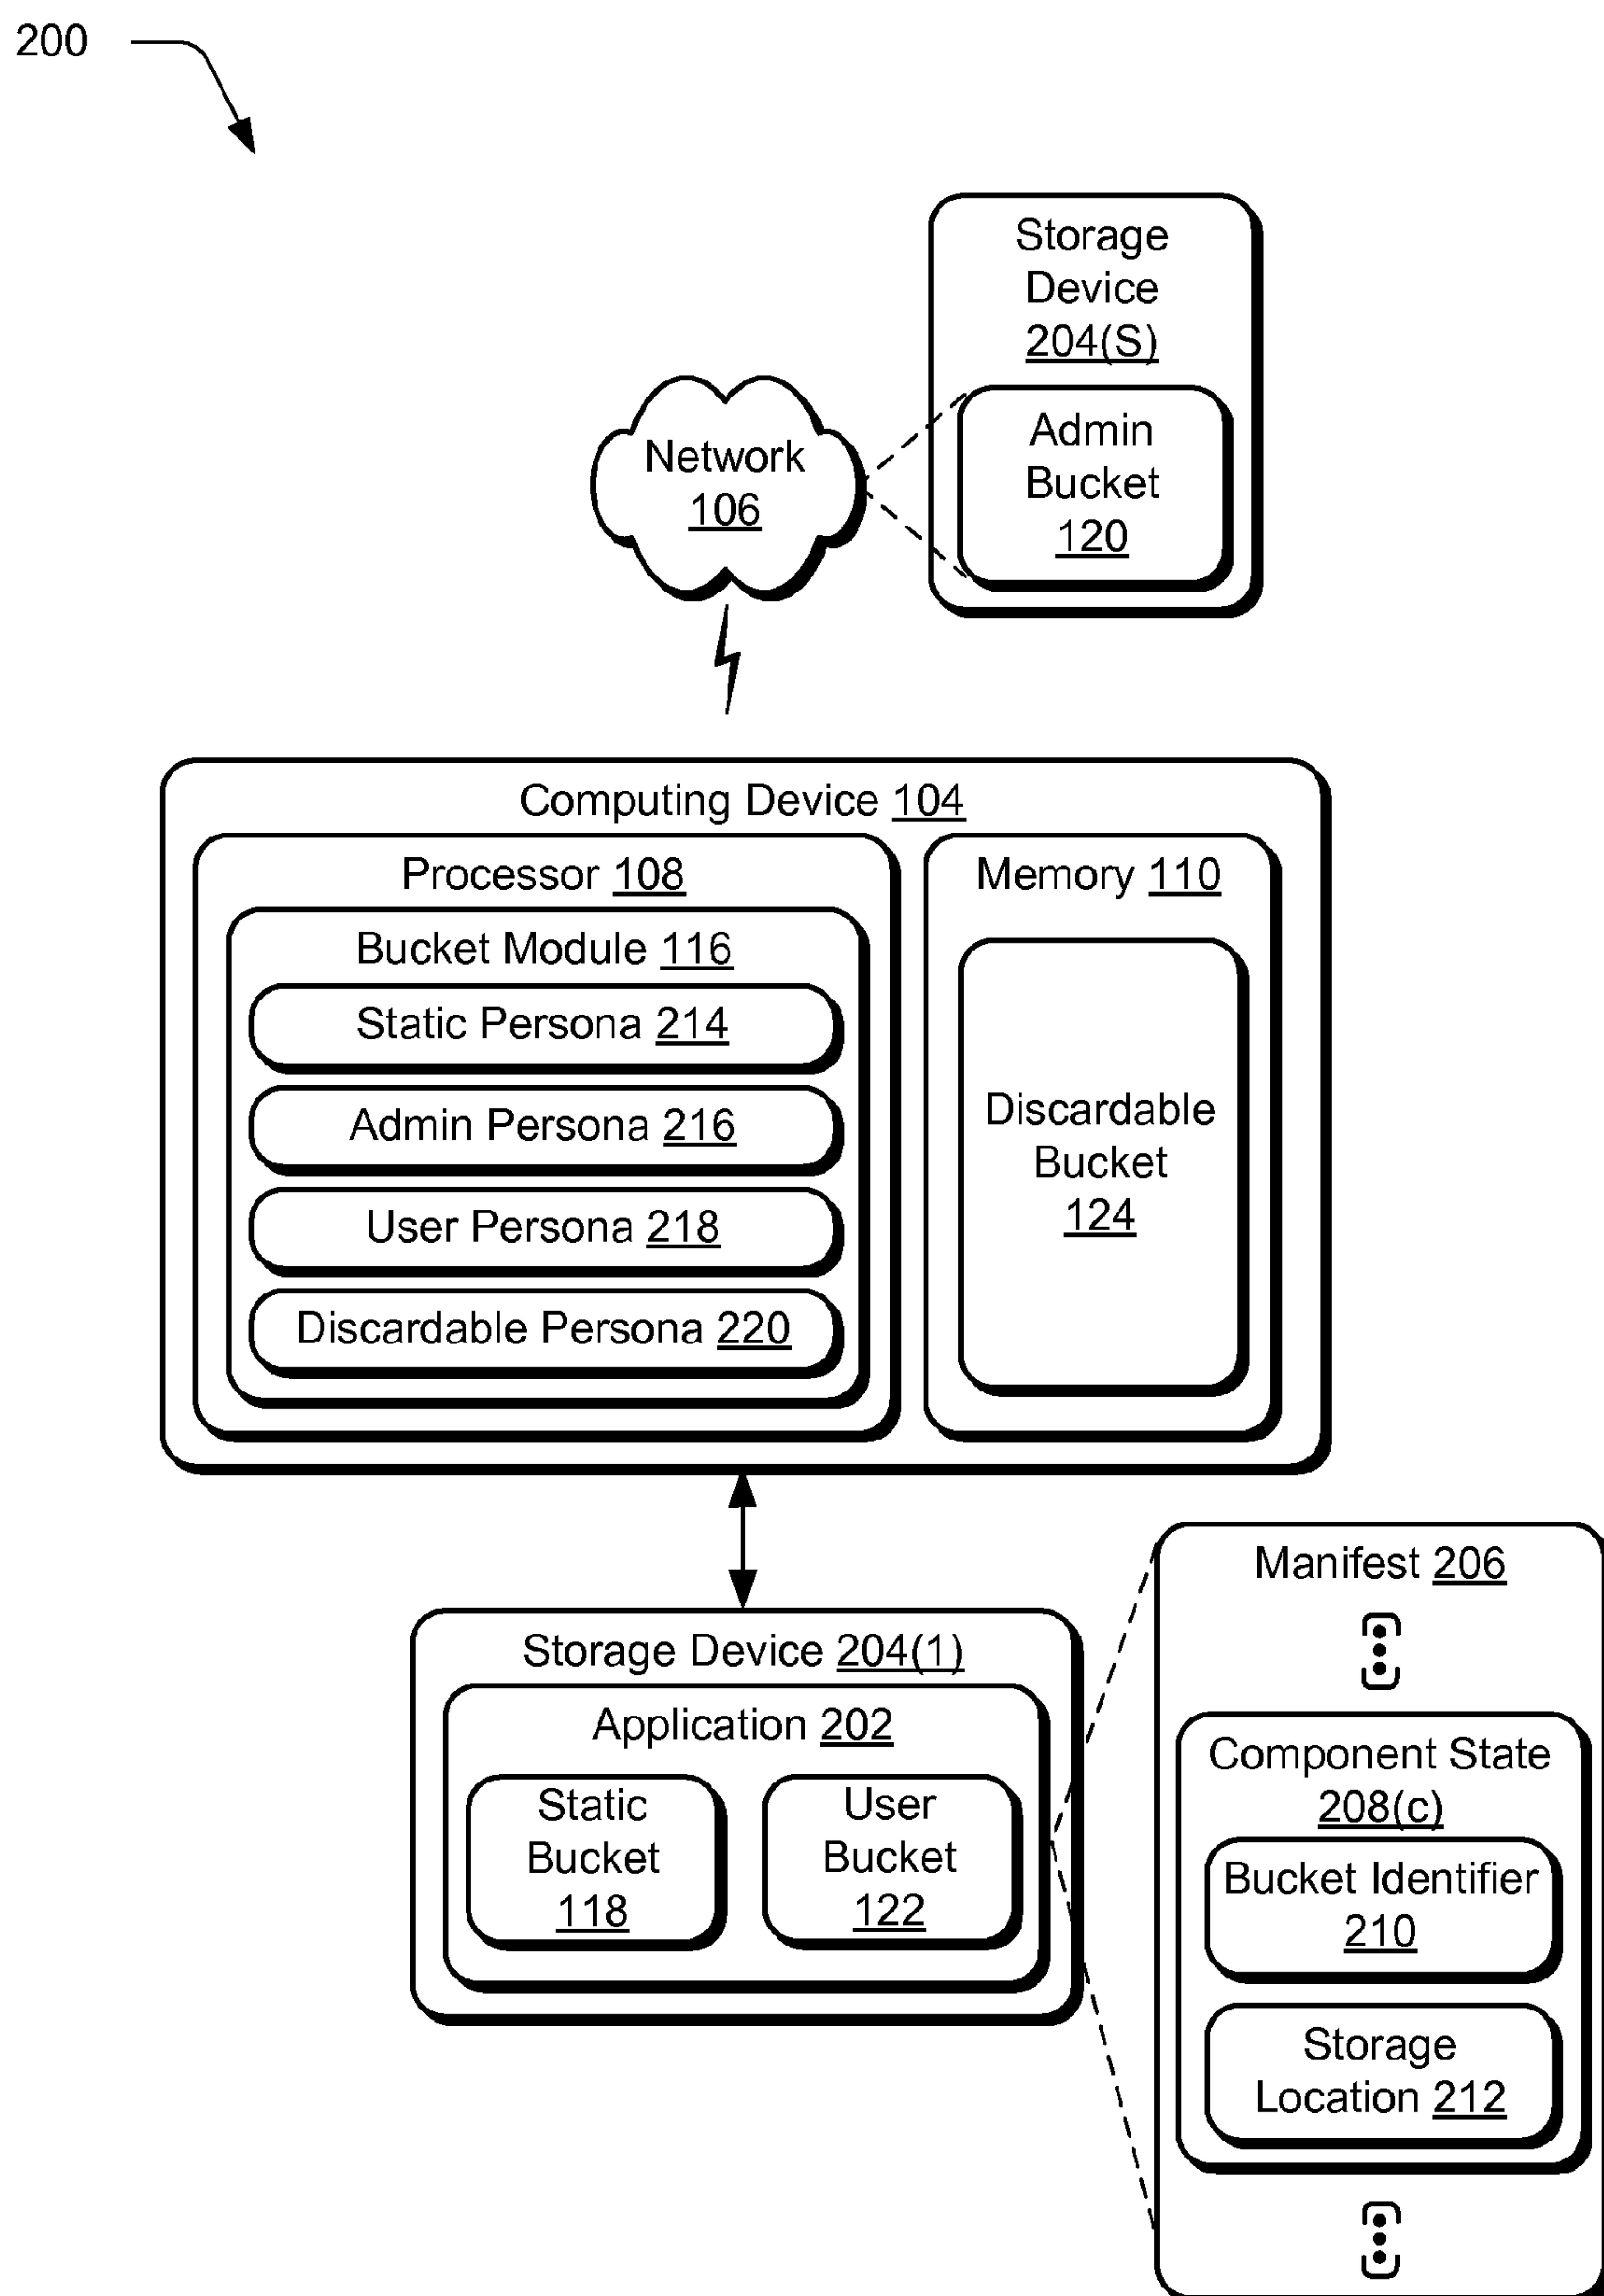 200
Storage
Device
204(S)
Admin
Bucket
120
Network
106
Computing Device 104
Processor 108
Bucket Module 116
Static Persona 214
Admin Persona 216
User Persona 218
Discardable Persona 220
Memory 110
Discardable
Bucket
124
Storage Device 204(1)
Application 202
Static
Bucket
118
User
Bucket
122
Manifest 206
Component State
208(c)
Bucket Identifier
210
Storage
Location 212